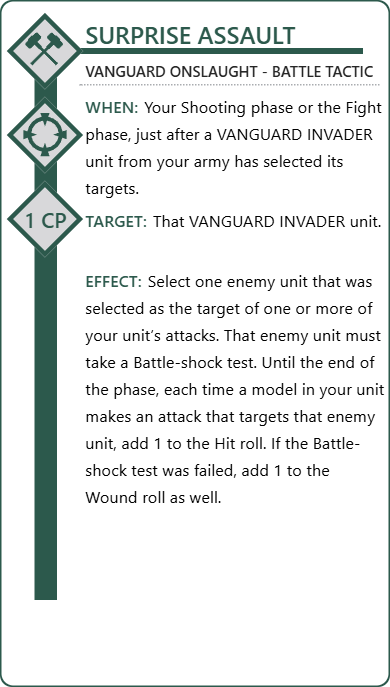 SURPRISE ASSAULT
VANGUARD ONSLAUGHT - BATTLE TACTIC
WHEN: Your Shooting phase or the Fight
phase, just after a VANGUARD INVADER
unit from your army has selected its
targets.
1 CP
TARGET: That VANGUARD INVADER unit.
EFFECT: Select one enemy unit that was
selected as the target of one or more of
your unit's attacks. That enemy unit must
take a Battle-shock test. Until the end of
the phase, each time a model in your unit
makes an attack that targets that enemy
unit, add 1 to the Hit roll. If the Battle-
shock test was failed, add 1 to the
Wound roll as well.